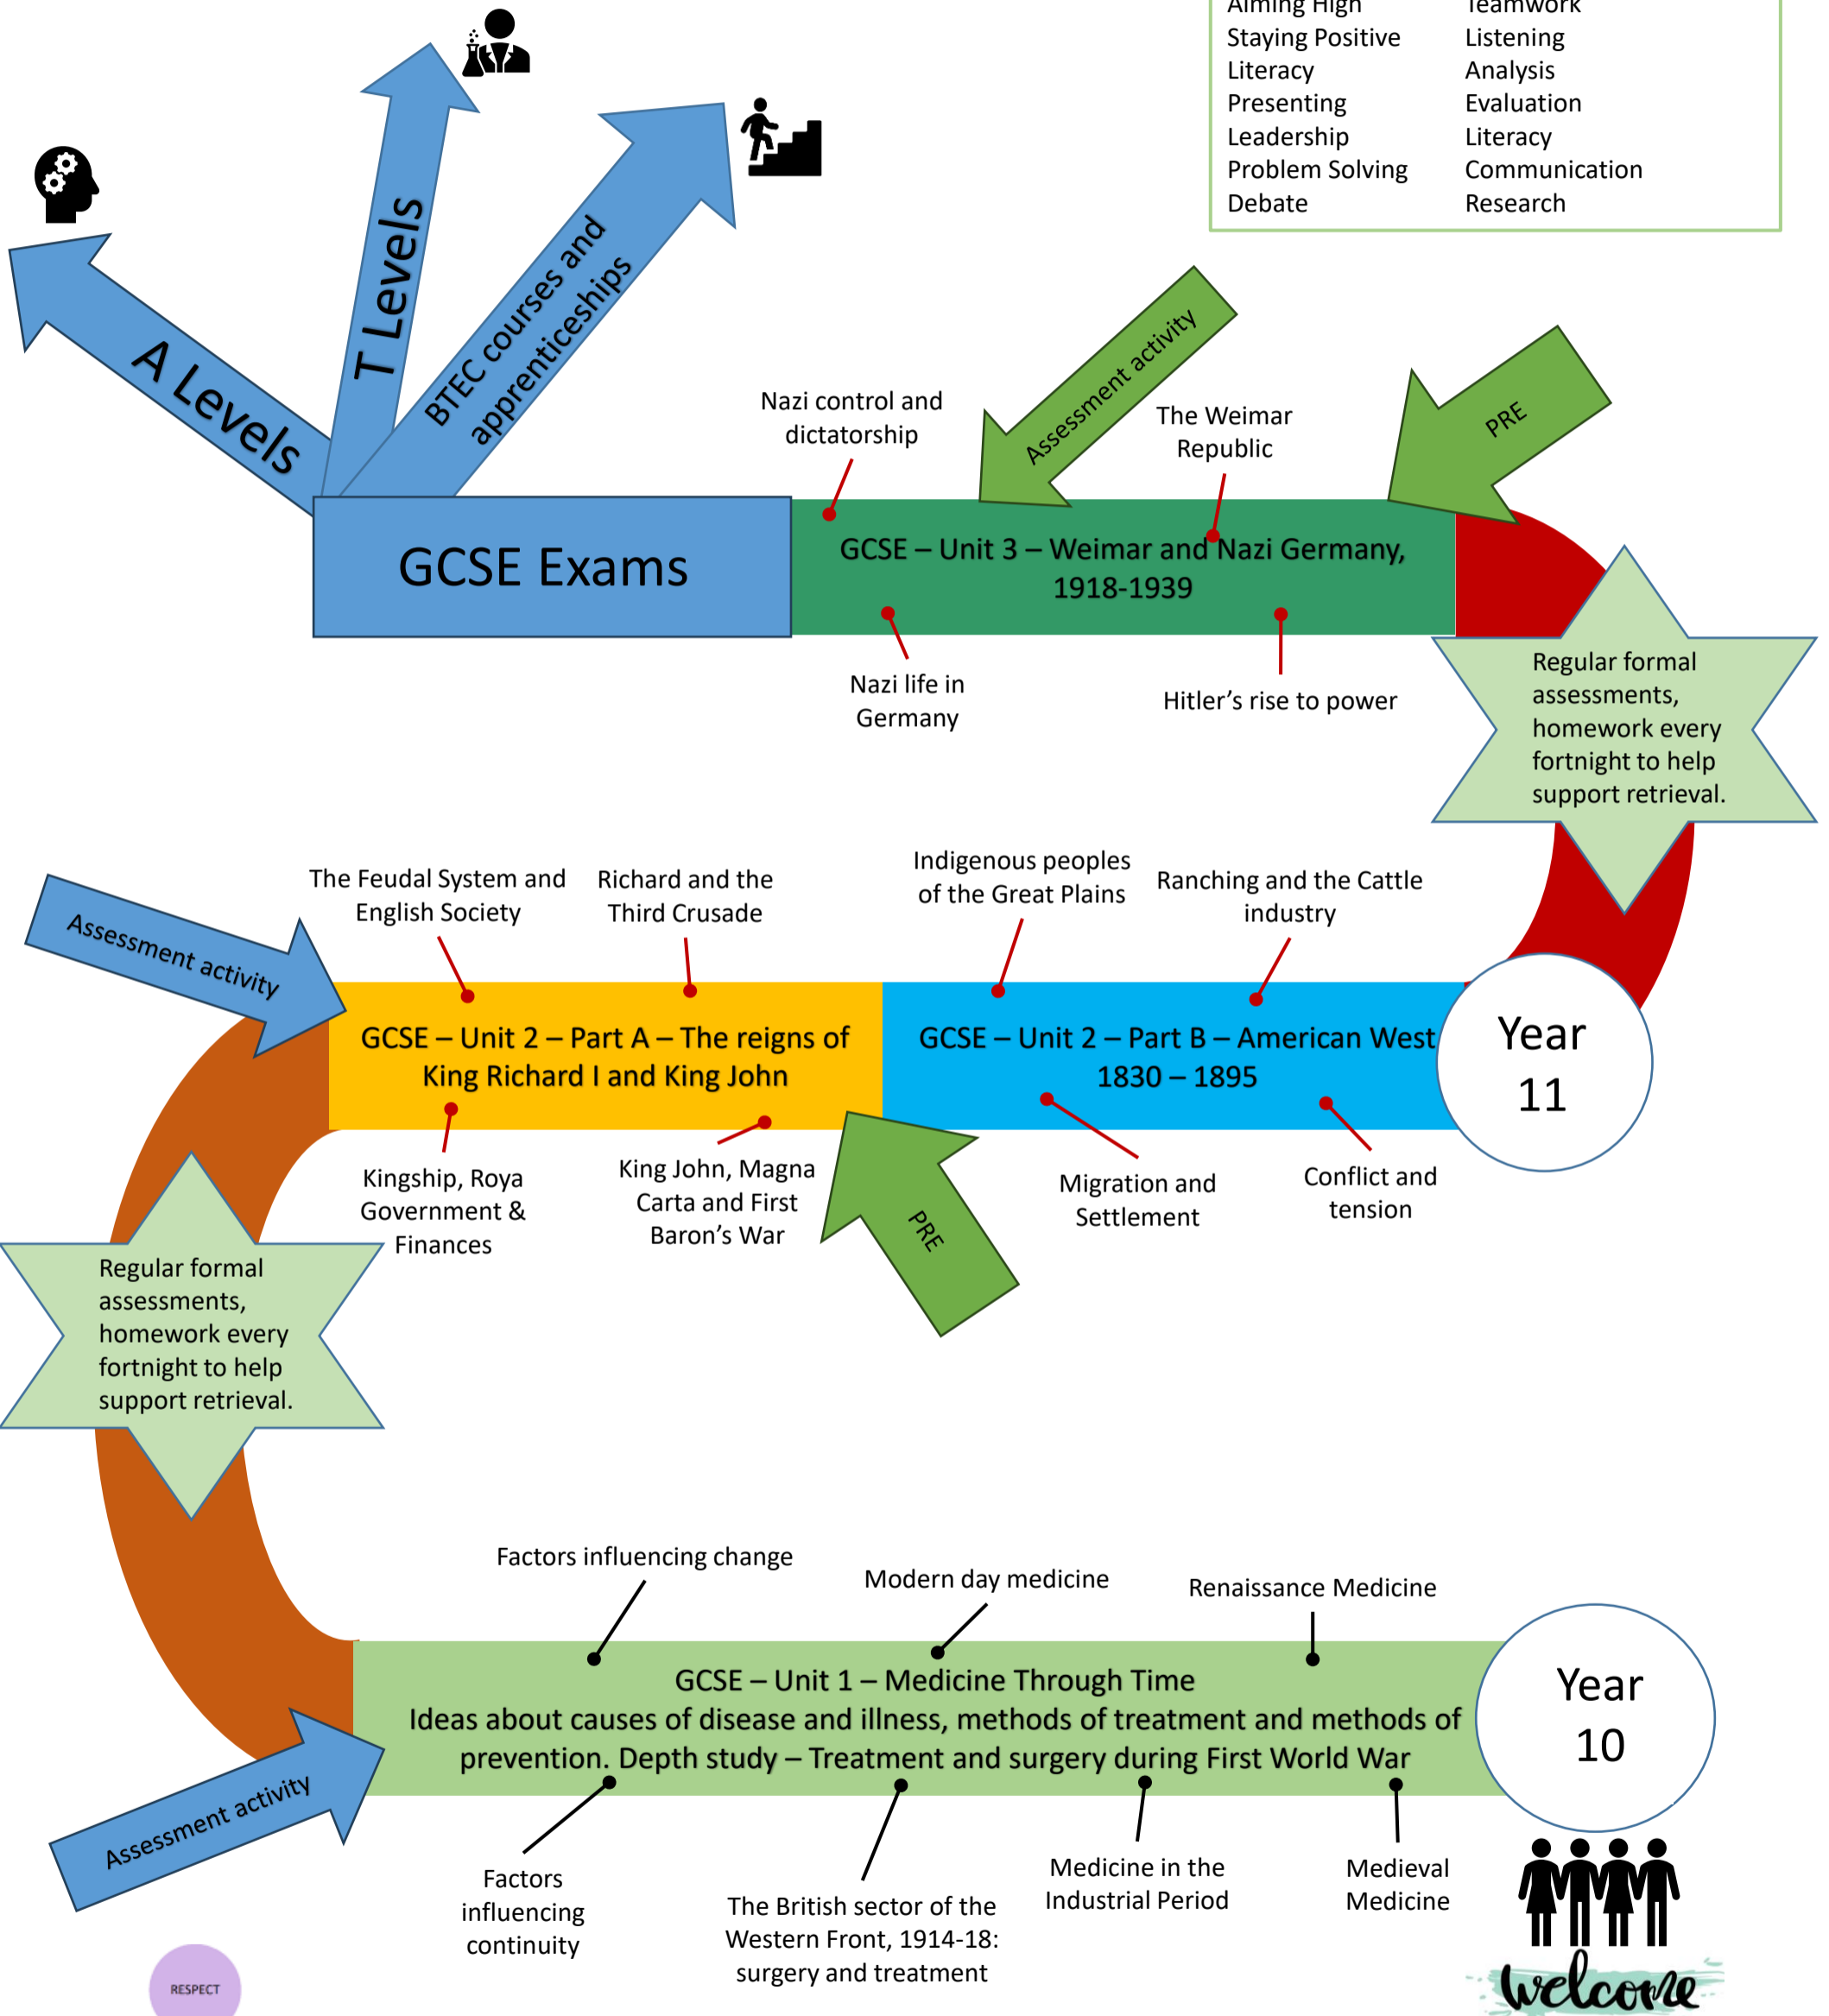 Aiming High
Staying Positive
Literacy
Presenting
Leadership
Problem Solving
Debate
Teamwork
Listening
Analysis
Evaluation
Literacy
Communication
Research
A Levels
T Levels
BTEC courses and
apprenticeships
Nazi control and
dictatorship
Assessment activity
The Weimar
Republic
PRE
GCSE Exams
GCSE – Unit 3 – Weimar and Nazi Germany,
1918-1939
Nazi life in
Germany
Hitler's rise to power
Regular formal
assessments,
homework every
fortnight to help
support retrieval.
Assessment activity
The Feudal System and
English Society
Richard and the
Third Crusade
Indigenous peoples
of the Great Plains
Ranching and the Cattle
industry
GCSE – Unit 2 – Part A – The reigns of
King Richard I and King John
GCSE – Unit 2 – Part B – American West
1830 – 1895
Year
11
Kingship, Roya
Government &
Finances
King John, Magna
Carta and First
Baron's War
PRE
Migration and
Settlement
Conflict and
tension
Regular formal
assessments,
homework every
fortnight to help
support retrieval.
Factors influencing change
Modern day medicine
Renaissance Medicine
GCSE – Unit 1 – Medicine Through Time
Ideas about causes of disease and illness, methods of treatment and methods of
prevention. Depth study – Treatment and surgery during First World War
Year
10
Assessment activity
Factors
influencing
continuity
The British sector of the
Western Front, 1914-18:
surgery and treatment
Medicine in the
Industrial Period
Medieval
Medicine
RESPECT
welcome